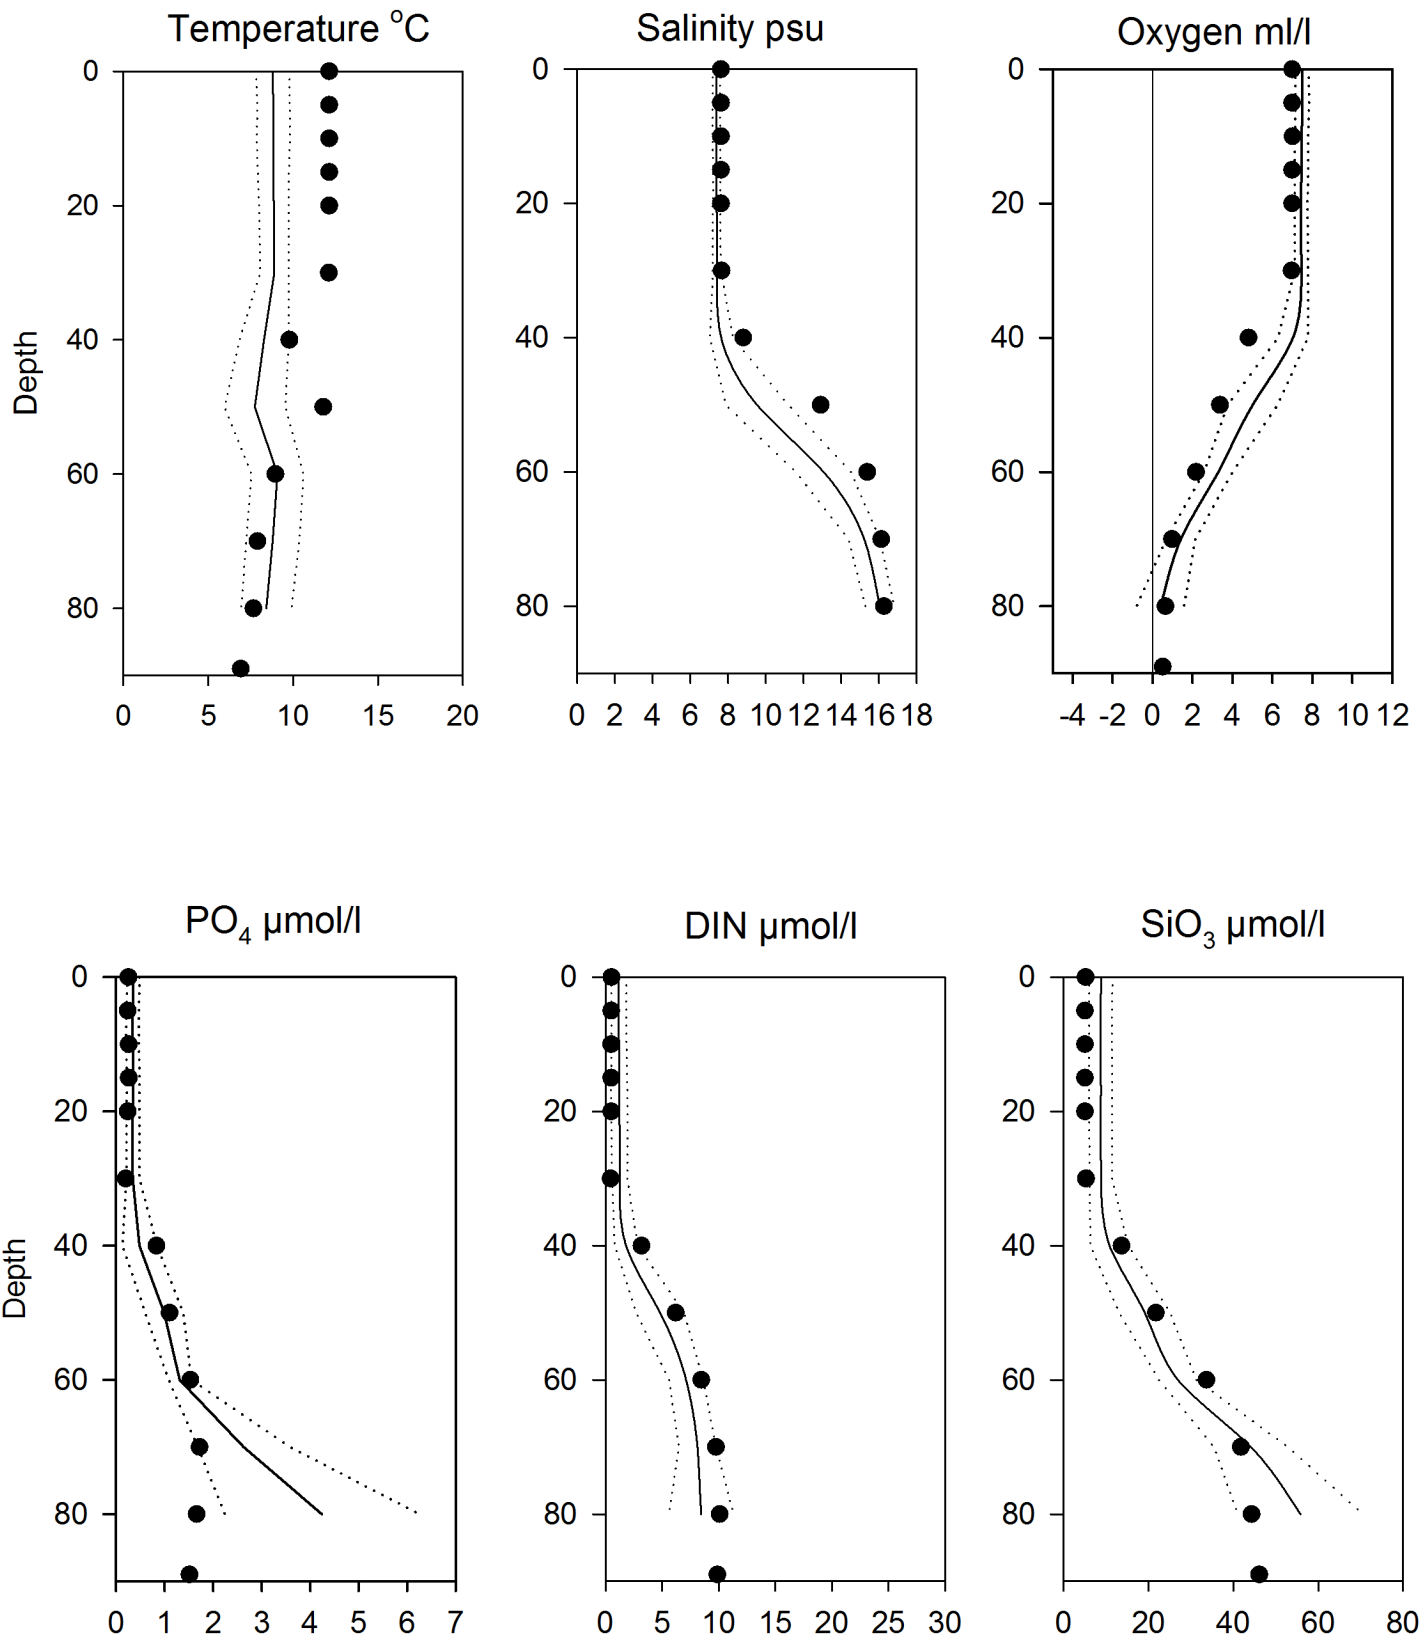 Temperature °C
Salinity psu
Oxygen ml/l
0
20
40
60
80
Depth
0 5 10 15 20
0
20
40
60
80
0 2 4 6 8 10 12 14 16 18
0
20
40
60
80
-4 -2 0 2 4 6 8 10 12
PO4 µmol/l
DIN µmol/l
SiO3 µmol/l
0
20
40
60
80
Depth
0 1 2 3 4 5 6 7
0
20
40
60
80
0 5 10 15 20 25 30
0
20
40
60
80
0 20 40 60 80